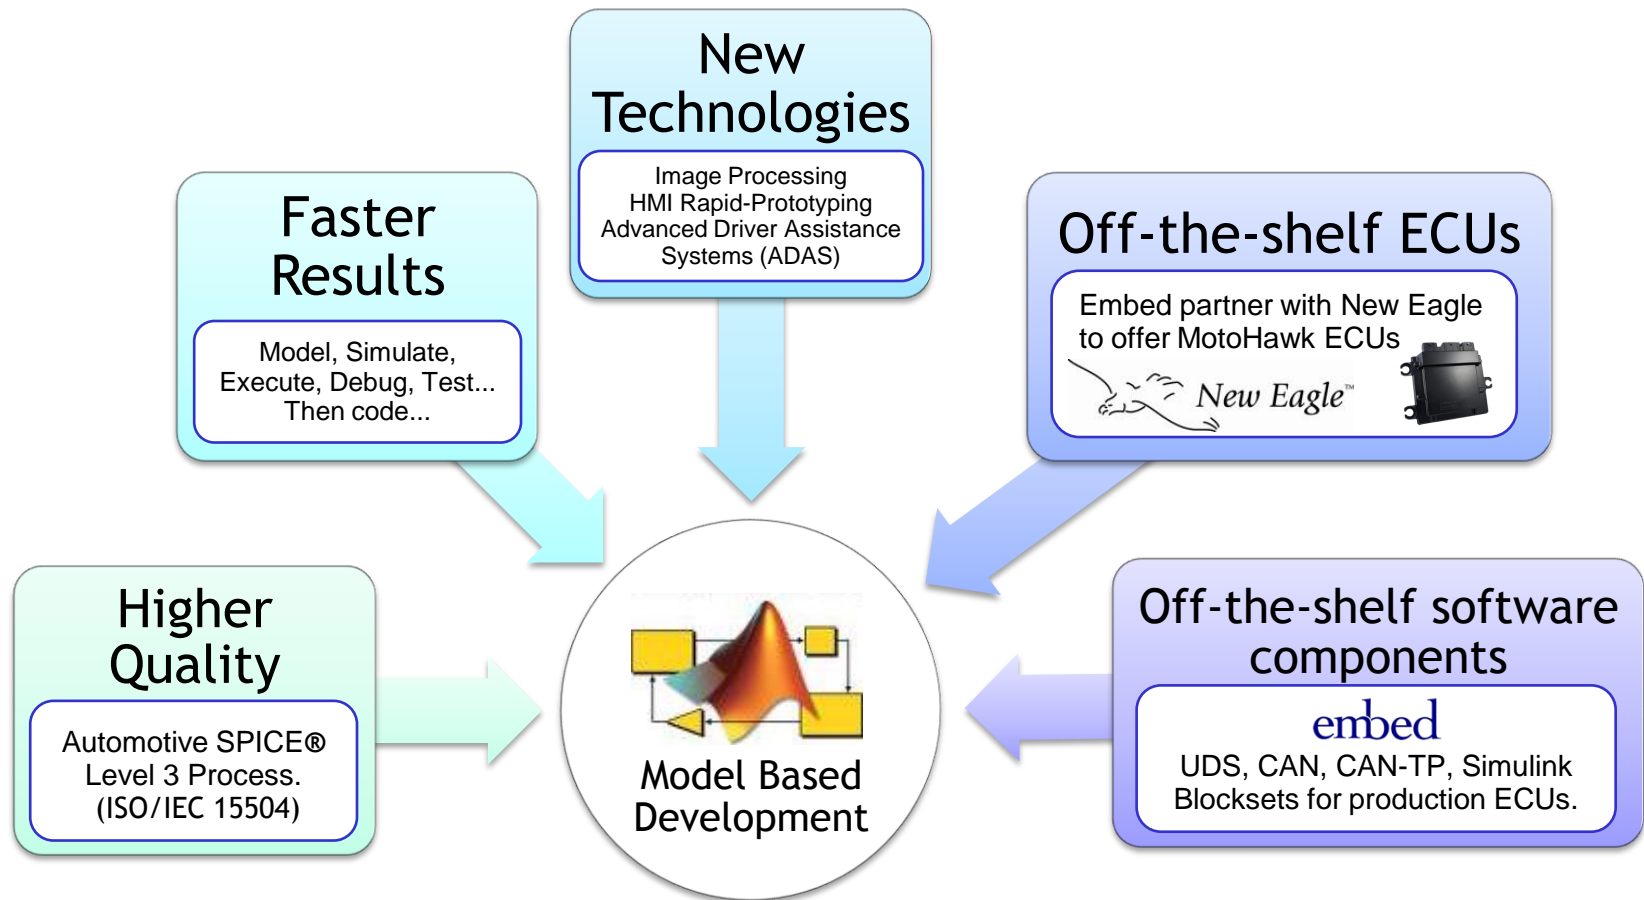 New
Technologies
Image Processing
HMI Rapid-Prototyping
Advanced Driver Assistance
Systems (ADAS)
Faster
Results
Model, Simulate,
Execute, Debug, Test...
Then code...
Off-the-shelf ECUs
Embed partner with New Eagle
to offer MotoHawk ECUs
New Eagle™
Higher
Quality
Automotive SPICE®
Level 3 Process.
(ISO/IEC 15504)
Model Based
Development
Off-the-shelf software
components
embed
UDS, CAN, CAN-TP, Simulink
Blocksets for production ECUs.